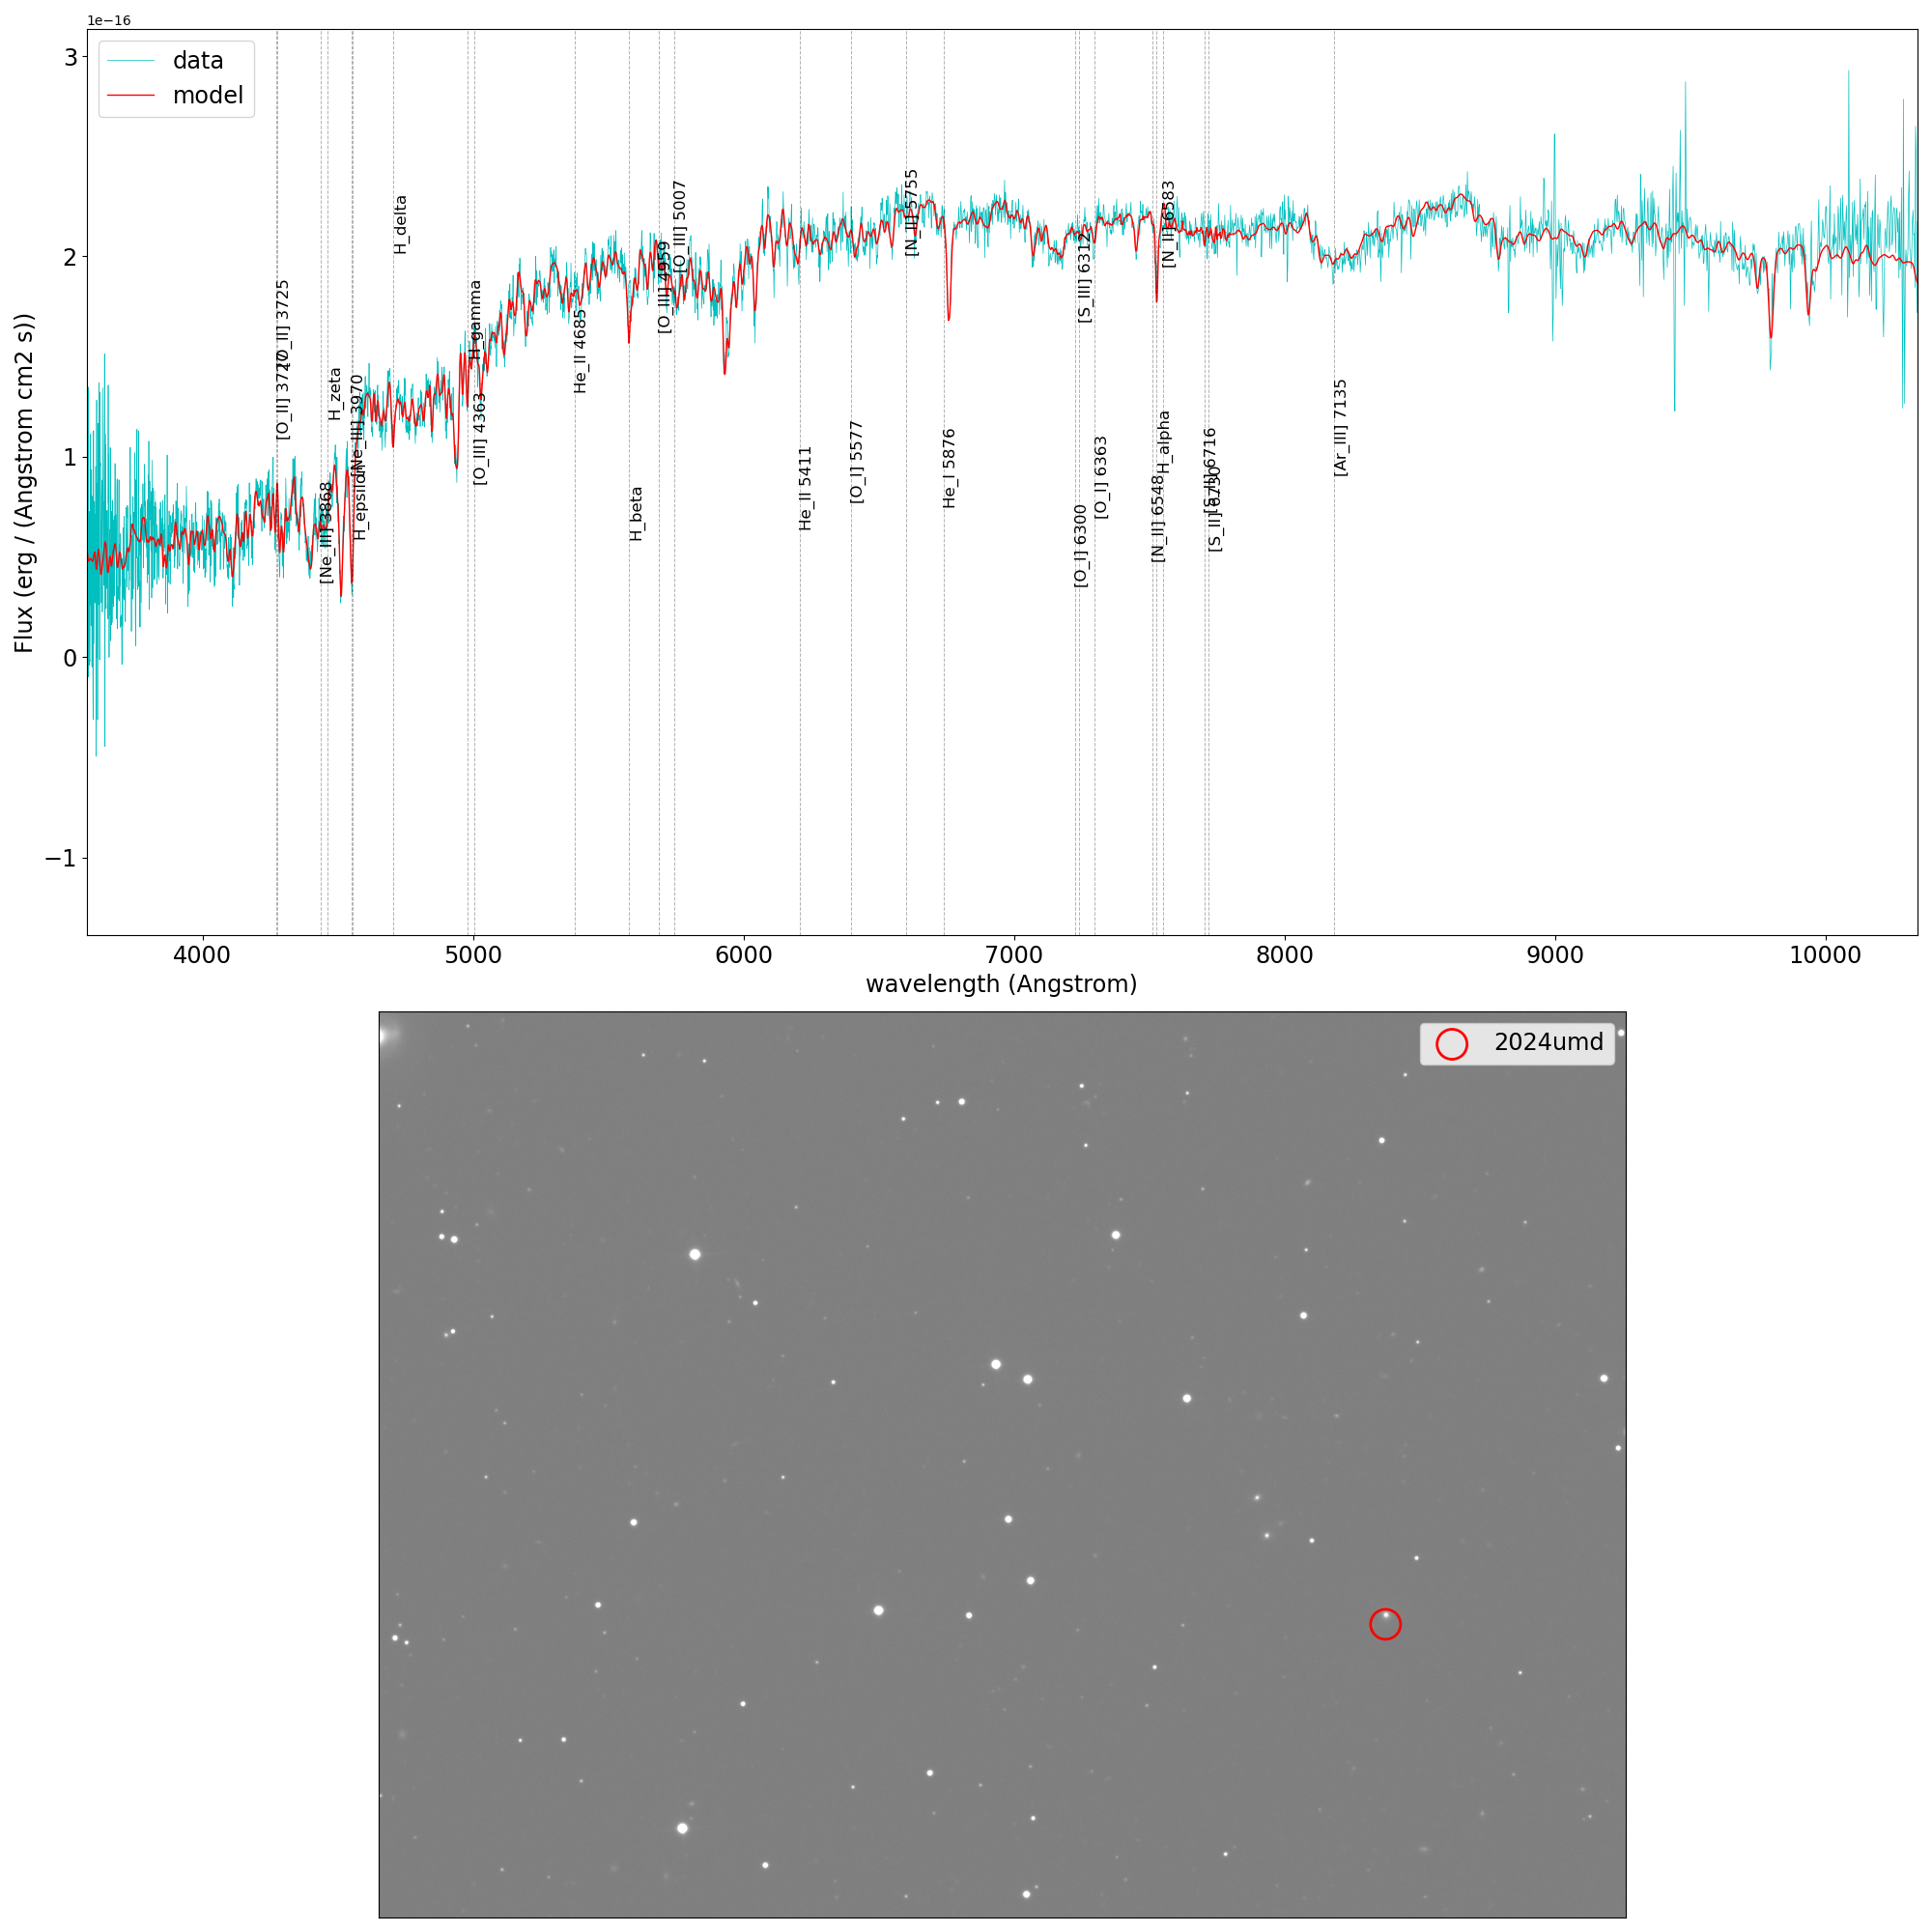 1e−16
data
model
Flux (erg / (Angstrom cm2 s))
3
2
1
0
−1
[O_II] 3725
[Ne_III] 3868
H_zeta
[Ne_III] 3970
H_epsilon
H_delta
H_gamma
[O_III] 4363
He_II 4685
H_beta
[O_III] 4959
[O_III] 5007
He_II 5411
[O_I] 5577
[N_II] 5755
He_I 5876
[O_I] 6300
[S_III] 6312
[O_I] 6363
[N_II] 6548
H_alpha
[N_II] 6583
[S_II] 6716
[Ar_III] 7135
4000 5000 6000 7000 8000 9000 10000
wavelength (Angstrom)
2024umd